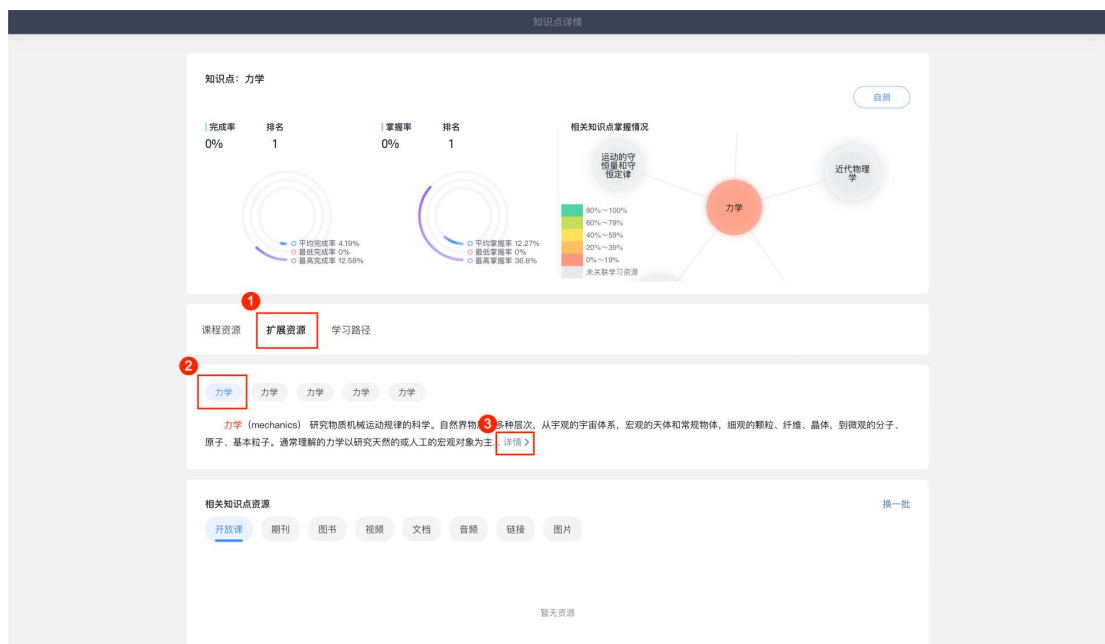 知识点详情
知识点：力学
自测
完成率 排名
0% 1
掌握率 排名
0% 1
相关知识点掌握情况
平均完成率 4.19%
最低完成率 0%
最高完成率 12.58%
平均掌握率 12.27%
最低掌握率 0%
最高掌握率 36.8%
运动的守
恒量和守
恒定律
近代物理
学
力学
80%～100%
60%～79%
40%～59%
20%～39%
0%～19%
未关联学习资源
1
课程资源 扩展资源 学习路径
2
力学 力学 力学 力学 力学
3
力学（mechanics） 研究物质机械运动规律的科学。自然界物 多种层次，从宇观的宇宙体系，宏观的天体和常规物体，细观的颗粒、纤维、晶体，到微观的分子、
原子、基本粒子。通常理解的力学以研究天然的或人工的宏观对象为主... 详情 >
相关知识点资源 换一批
开放课 期刊 图书 视频 文档 音频 链接 图片
暂无资源